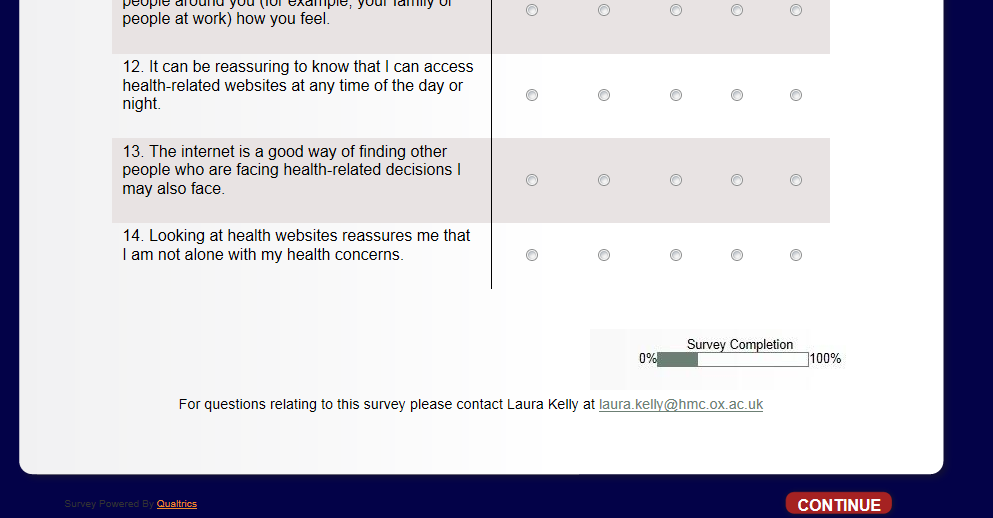 people around you (for example, your family or
people at work) how you feel.
12. It can be reassuring to know that I can access
health-related websites at any time of the day or
night.
13. The internet is a good way of finding other
people who are facing health-related decisions I
may also face.
14. Looking at health websites reassures me that
I am not alone with my health concerns.
Survey Completion
0% 100%
For questions relating to this survey please contact Laura Kelly at laura.kelly@hmc.ox.ac.uk
Survey Powered By Qualtrics
CONTINUE